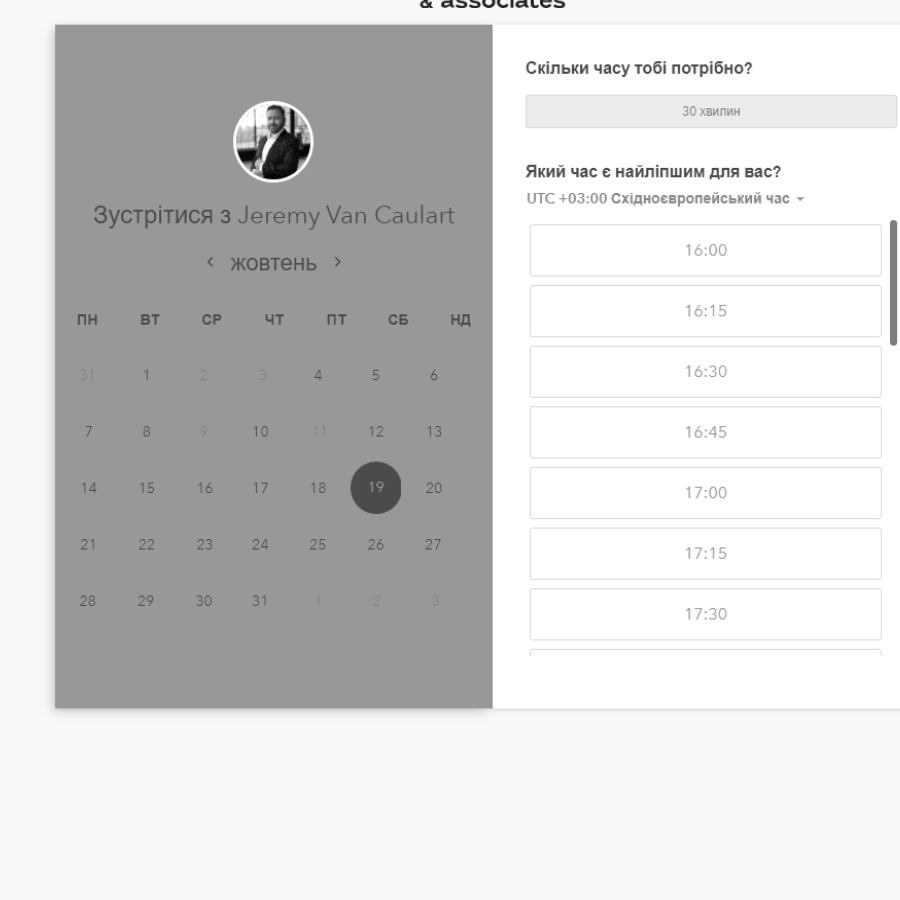 & associates
Зустрітися з Jeremy Van Caulart
< жовтень >
ПН ВТ СР ЧТ ПТ СБ НД
31 1 2 3 4 5 6
7 8 9 10 11 12 13
14 15 16 17 18 19 20
21 22 23 24 25 26 27
28 29 30 31 1 2 3
Скільки часу тобі потрібно?
30 хвилин
Який час є найліпшим для вас?
UTC +03:00 Східноєвропейський час
16:00
16:15
16:30
16:45
17:00
17:15
17:30